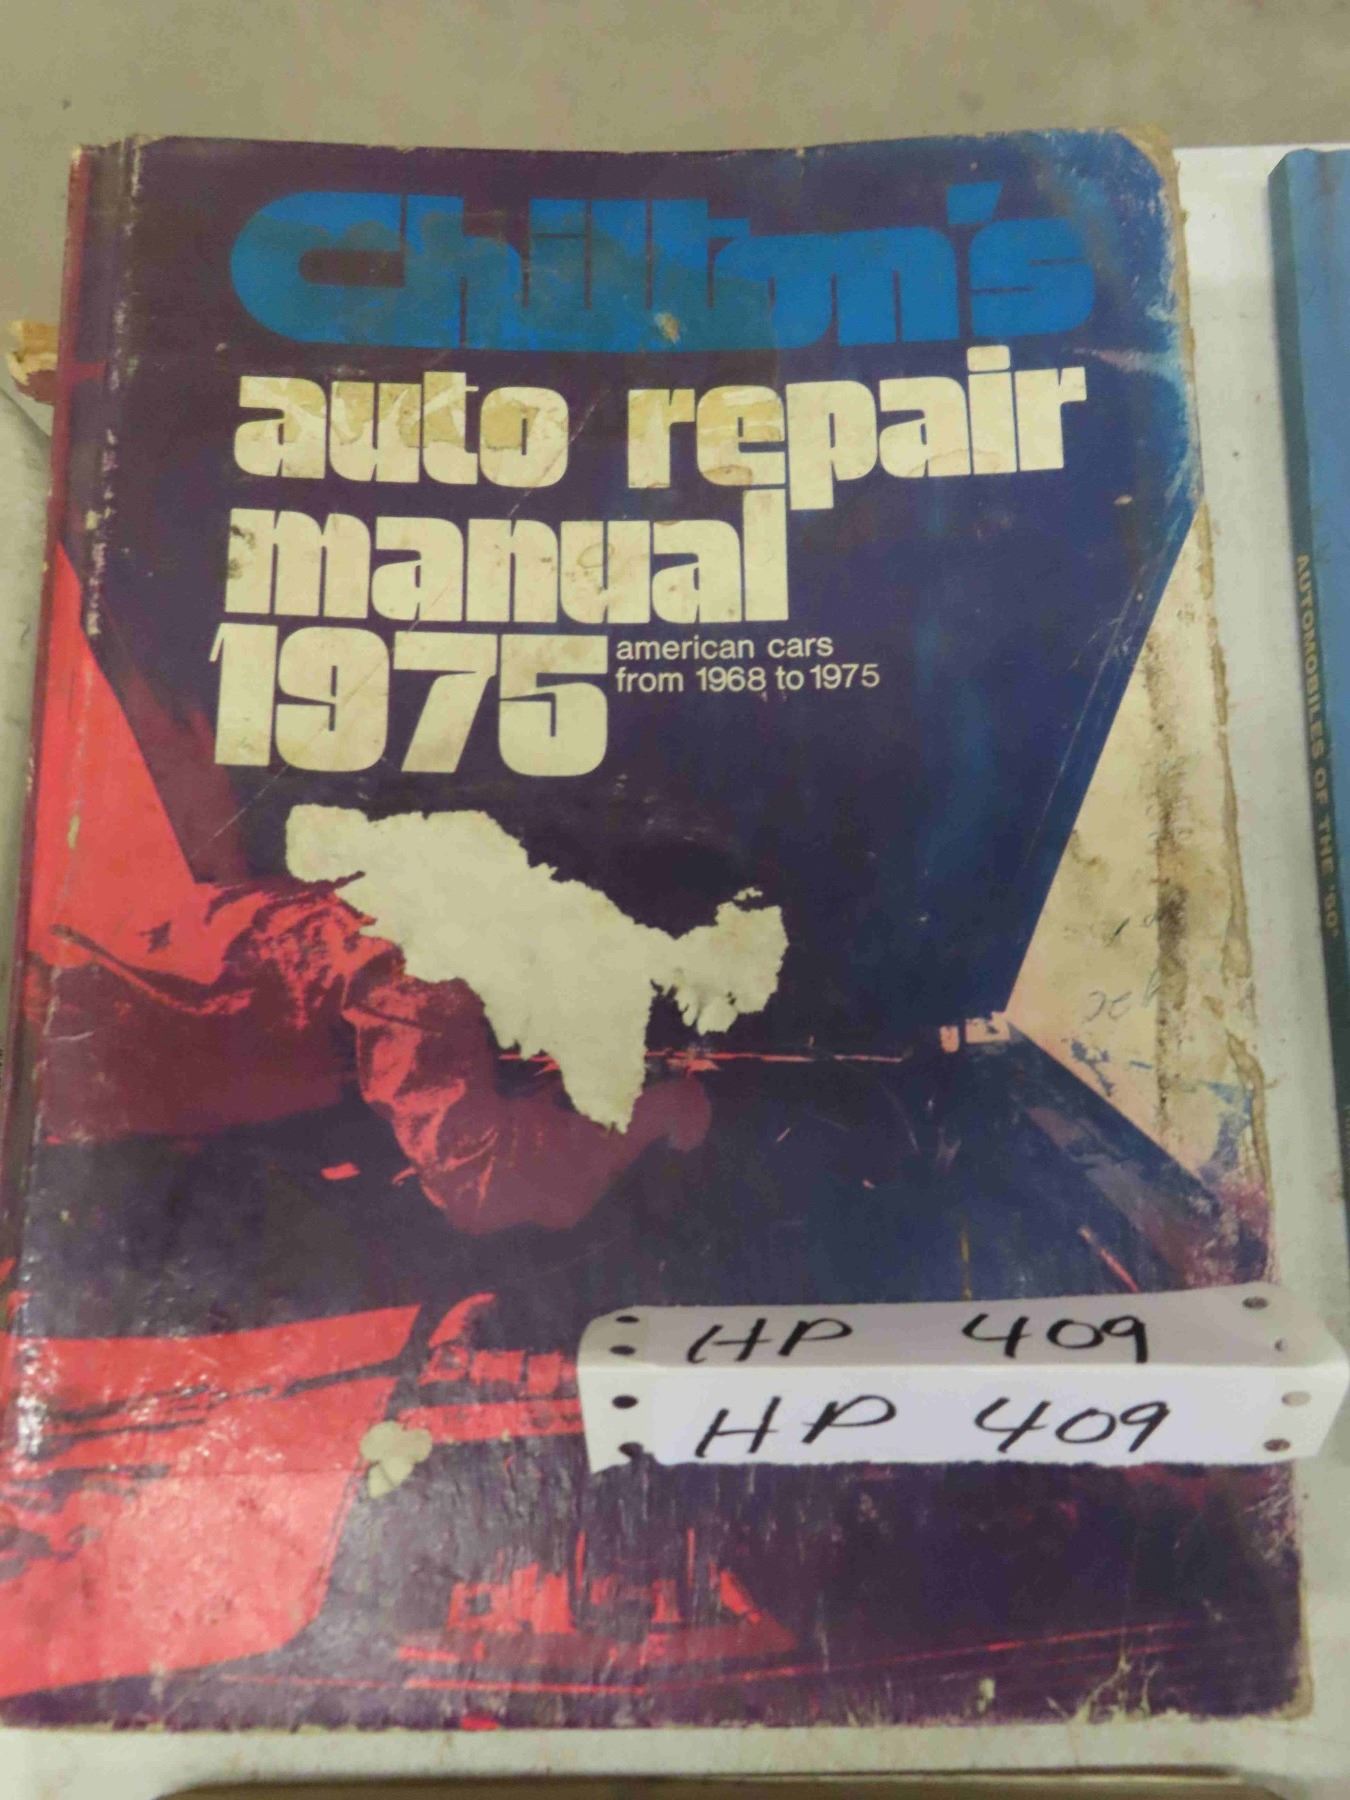 Chilton's
auto repair
manual
1975
american cars
from 1968 to 1975
HP 409
HP 409
AUTOMOBILES OF THE '60'